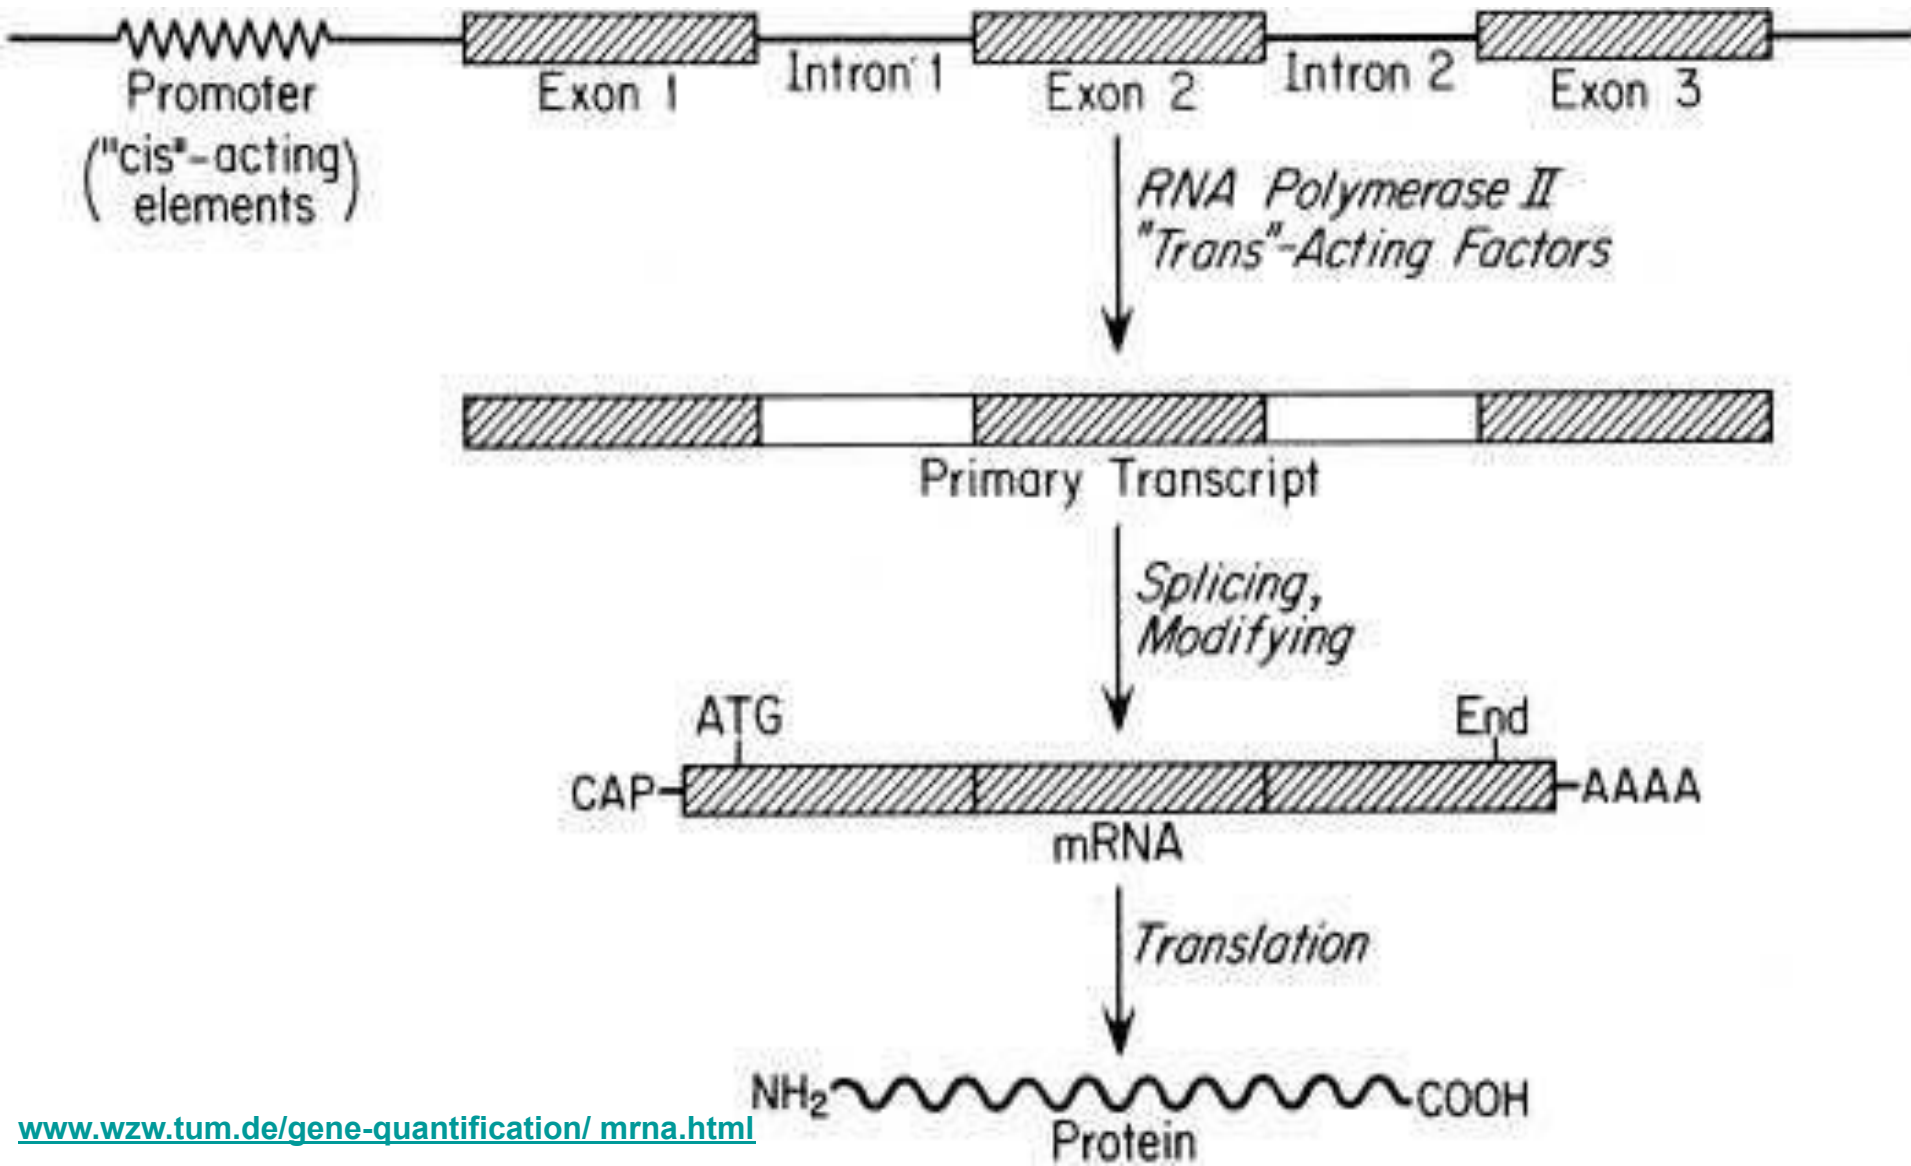 Promoter
("cis"-acting
elements)
Exon 1
Intron 1
Exon 2
Intron 2
Exon 3
RNA Polymerase II
"Trans"-Acting Factors
Primary Transcript
Splicing,
Modifying
ATG
End
CAP
AAAA
mRNA
Translation
NH₂
COOH
Protein
www.wzw.tum.de/gene-quantification/ mrna.html